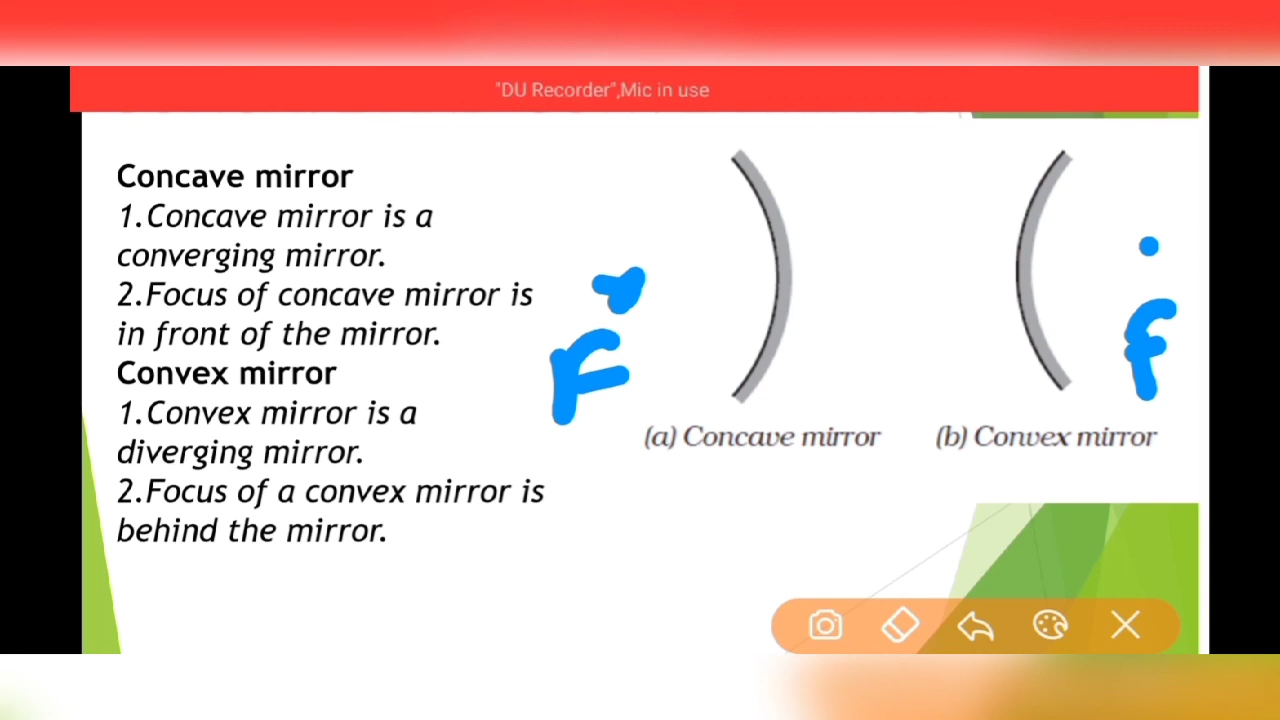 "DU Recorder",Mic in use
Concave mirror
1.Concave mirror is a
converging mirror.
2.Focus of concave mirror is
in front of the mirror.
Convex mirror
1.Convex mirror is a
diverging mirror.
2.Focus of a convex mirror is
behind the mirror.
F
f
(a) Concave mirror
(b) Convex mirror